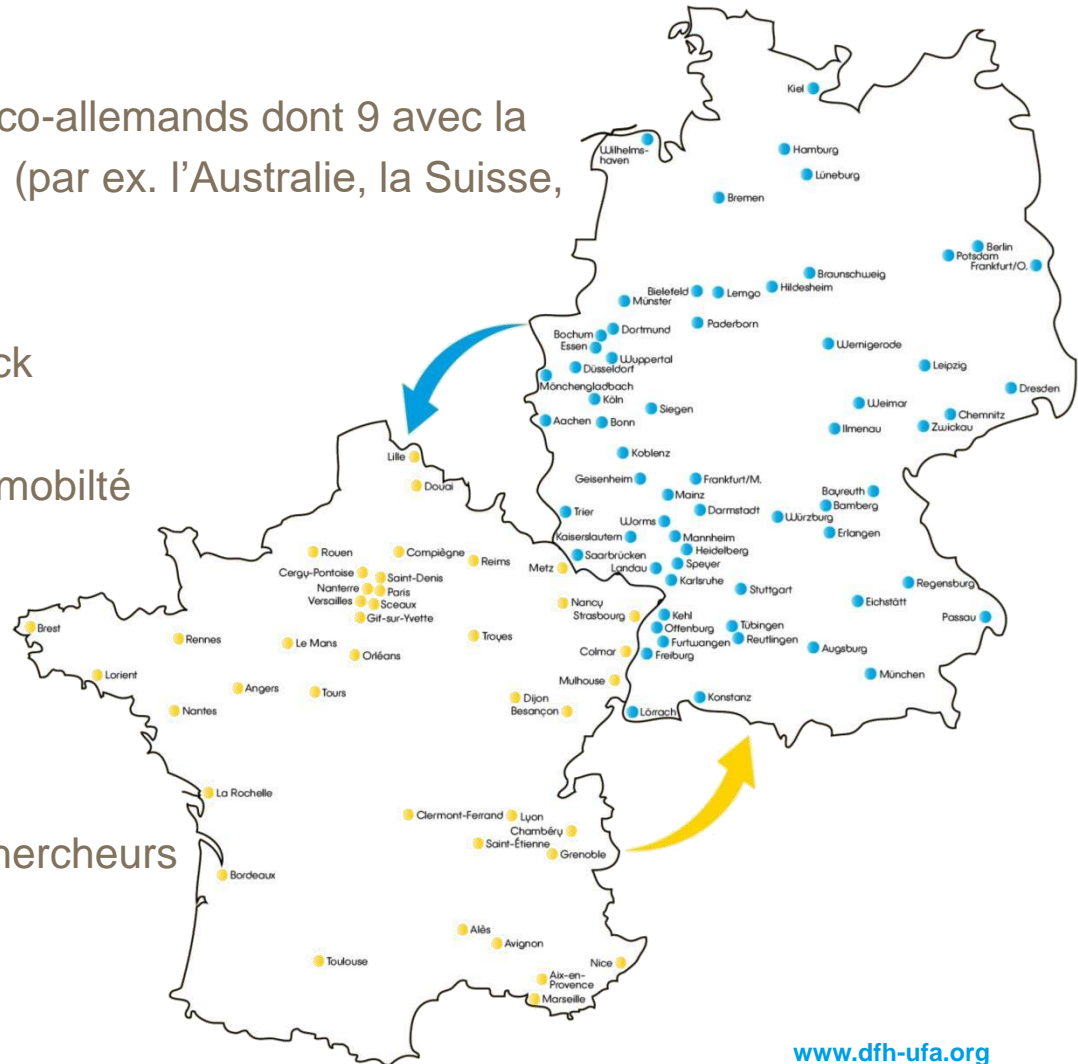 co-allemands dont 9 avec la
(par ex. l'Australie, la Suisse,
ck
mobilté
hercheurs
Kiel
Wilhelms-
haven
Hamburg
Lüneburg
Bremen
Berlin
Potsdam
Frankfurt/O.
Braunschweig
Hildesheim
Bielefeld
Lemgo
Münster
Paderborn
Dortmund
Bochum
Essen
Wuppertal
Düsseldorf
Mönchengladbach
Köln
Siegen
Aachen
Bonn
Wernigerode
Leipzig
Dresden
Weimar
Chemnitz
Ilmenau
Zwickau
Koblenz
Geisenheim
Frankfurt/M.
Mainz
Bayreuth
Bamberg
Trier
Darmstadt
Würzburg
Worms
Erlangen
Kaiserslautern
Mannheim
Heidelberg
Saarbrücken
Landau
Speyer
Karlsruhe
Stuttgart
Regensburg
Eichstätt
Passau
Kehl
Offenburg
Tübingen
Furtwangen
Reutlingen
Freiburg
Augsburg
München
Konstanz
Lörrach
Lille
Douai
Rouen
Compiègne
Reims
Metz
Cergy-Pontoise
Saint-Denis
Nanterre
Paris
Versailles
Sceaux
Gif-sur-Yvette
Nancy
Strasbourg
Brest
Rennes
Le Mans
Troyes
Orléans
Colmar
Lorient
Angers
Tours
Mulhouse
Dijon
Besançon
Nantes
La Rochelle
Clermont-Ferrand
Lyon
Chambéry
Saint-Étienne
Grenoble
Bordeaux
Alès
Avignon
Toulouse
Nice
Aix-en-
Provence
Marseille
www.dfh-ufa.org